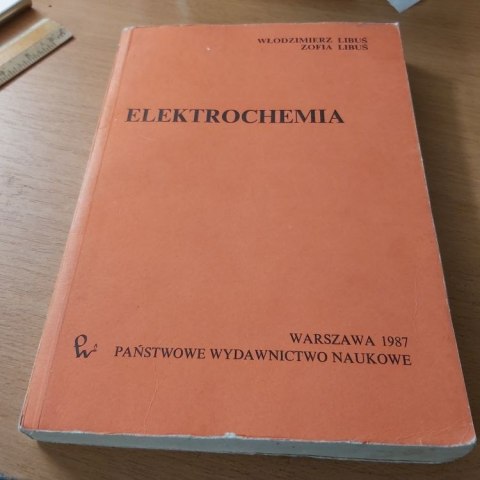 WŁODZIMIERZ LIBUŚ
ZOFIA LIBUŚ
ELEKTROCHEMIA
WARSZAWA 1987
PAŃSTWOWE WYDAWNICTWO NAUKOWE